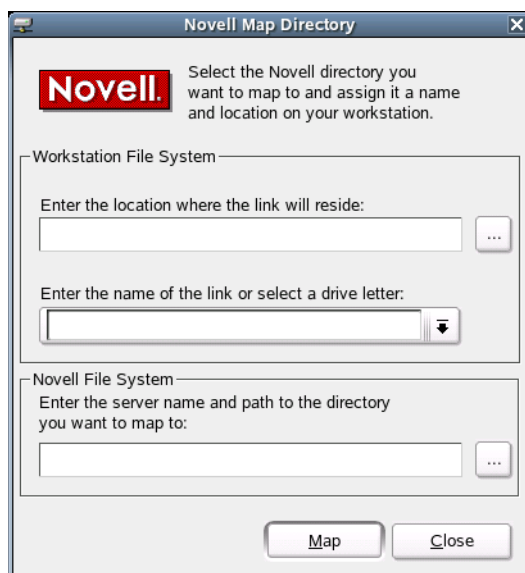 Novell Map Directory
Novell.
Select the Novell directory you
want to map to and assign it a name
and location on your workstation.
Workstation File System
Enter the location where the link will reside:
...
Enter the name of the link or select a drive letter:
Novell File System
Enter the server name and path to the directory
you want to map to:
...
Map
Close